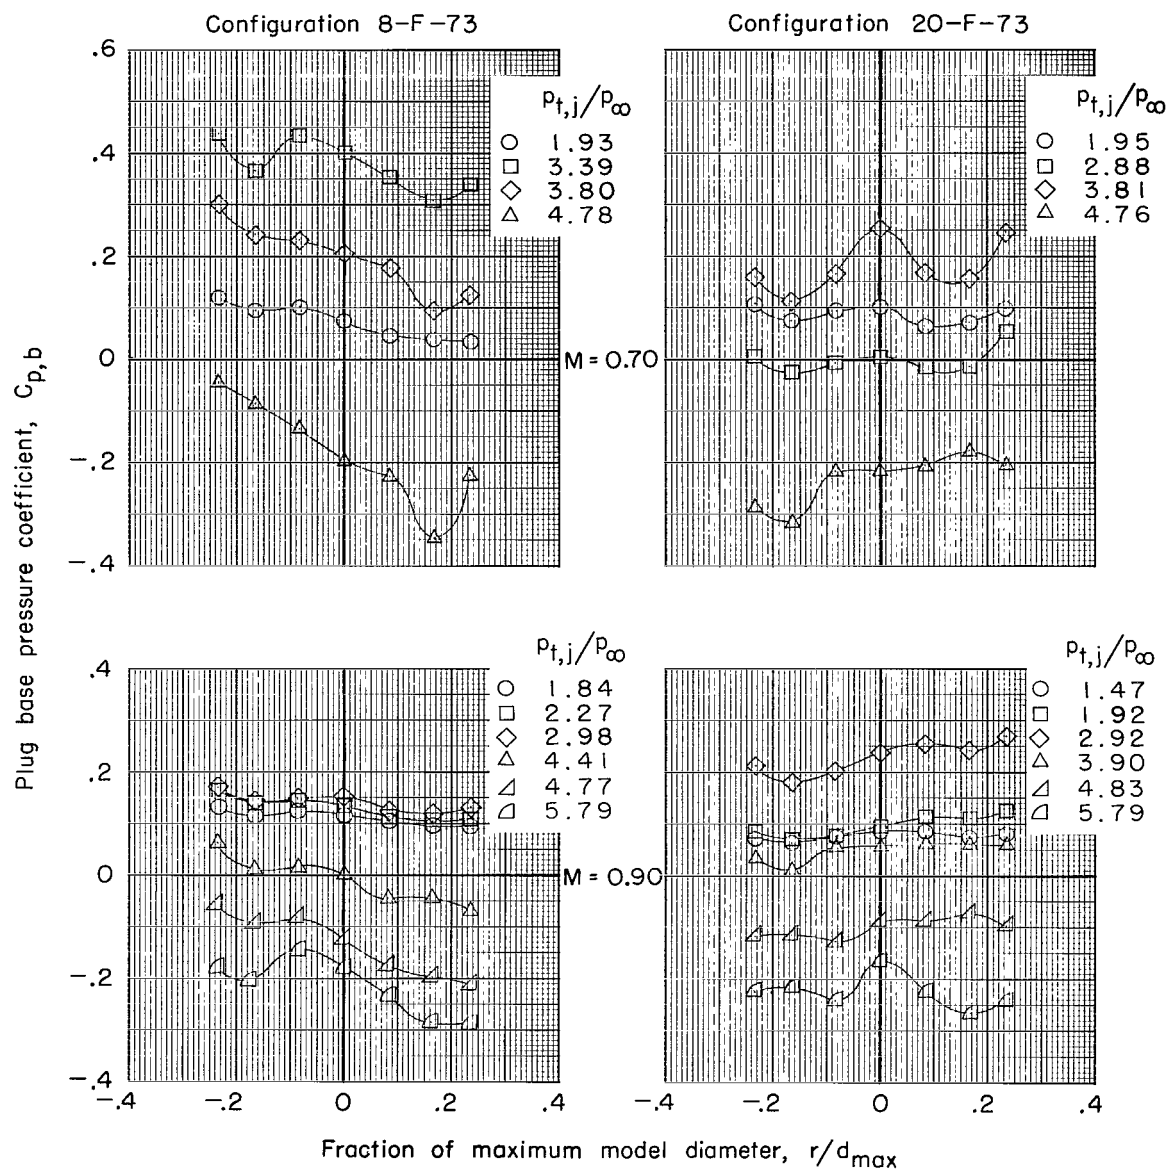 Configuration 8-F-73
Configuration 20-F-73
.6
.4
.2
0
-.2
-.4
p_t,j/p_∞
1.93
3.39
3.80
4.78
p_t,j/p_∞
1.95
2.88
3.81
4.76
M = 0.70
Plug base pressure coefficient, C_p,b
.4
.2
0
-.2
-.4
p_t,j/p_∞
1.84
2.27
2.98
4.41
4.77
5.79
p_t,j/p_∞
1.47
1.92
2.92
3.90
4.83
5.79
M = 0.90
-.4 -.2 0 .2 .4
-.4 -.2 0 .2 .4
Fraction of maximum model diameter, r/d_max